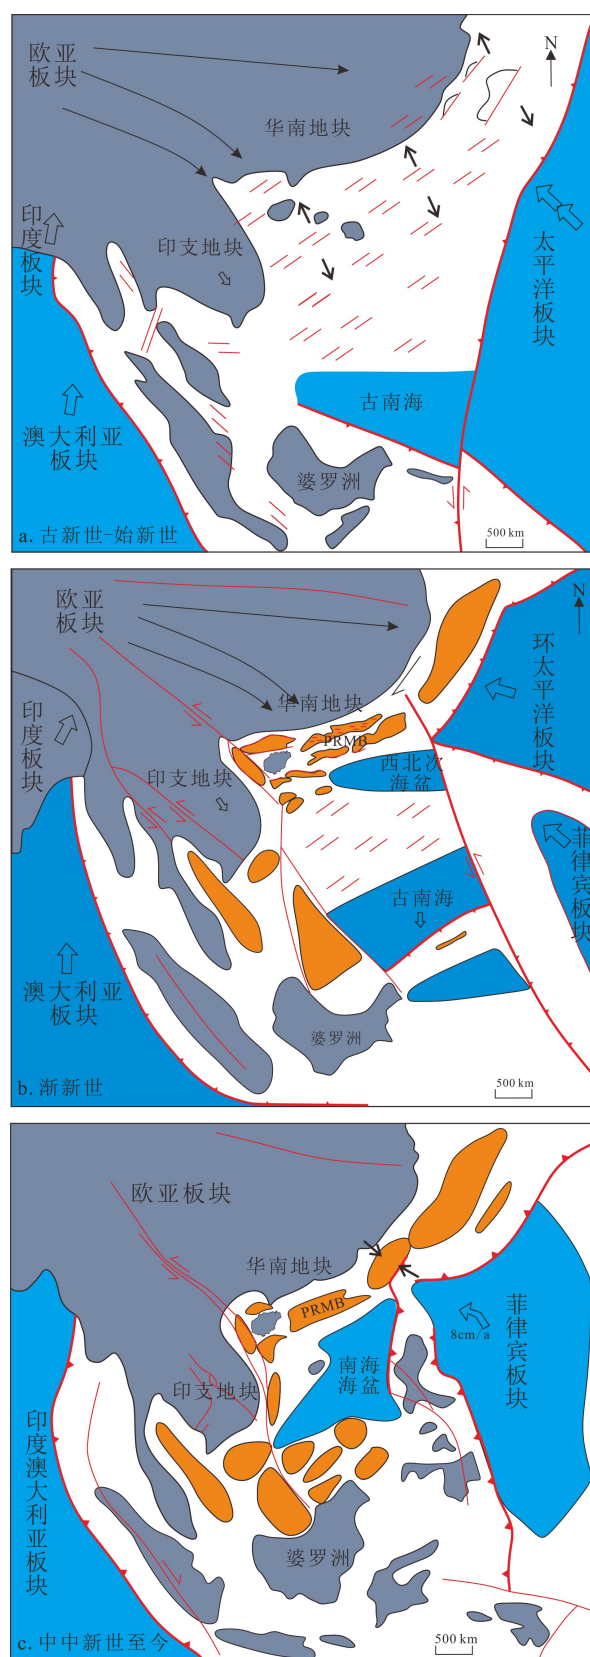 欧亚
板块
N
华南地块
印度板块
印支地块
太平洋板块
古南海
澳大利亚
板块
婆罗洲
a. 古新世-始新世
500 km
欧亚
板块
N
环太平洋板块
华南地块
印度板块
PRMB
西北次
海盆
印支地块
菲律宾板块
古南海
澳大利亚
板块
婆罗洲
b. 渐新世
500 km
欧亚板块
华南地块
PRMB
菲律宾板块
8cm/a
南海
海盆
印支地块
印度澳大利亚板块
婆罗洲
c. 中中新世至今
500 km